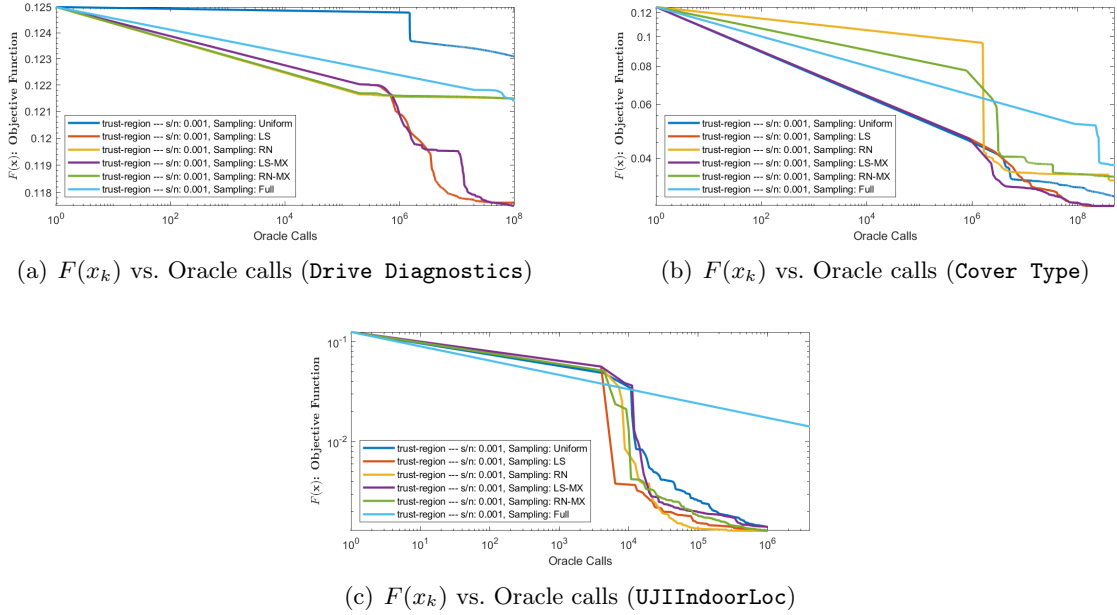 0.125
0.124
0.123
0.122
0.121
0.12
0.119
0.118
F(x): Objective Function
trust-region --- s/n: 0.001, Sampling: Uniform
trust-region --- s/n: 0.001, Sampling: LS
trust-region --- s/n: 0.001, Sampling: RN
trust-region --- s/n: 0.001, Sampling: LS-MX
trust-region --- s/n: 0.001, Sampling: RN-MX
trust-region --- s/n: 0.001, Sampling: Full
10^0 10^2 10^4 10^6 10^8
Oracle Calls
(a) F(x_k) vs. Oracle calls (Drive Diagnostics)
0.12
0.1
0.08
0.06
0.04
F(x): Objective Function
trust-region --- s/n: 0.001, Sampling: Uniform
trust-region --- s/n: 0.001, Sampling: LS
trust-region --- s/n: 0.001, Sampling: RN
trust-region --- s/n: 0.001, Sampling: LS-MX
trust-region --- s/n: 0.001, Sampling: RN-MX
trust-region --- s/n: 0.001, Sampling: Full
10^0 10^2 10^4 10^6 10^8
Oracle Calls
(b) F(x_k) vs. Oracle calls (Cover Type)
10^-1
10^-2
F(x): Objective Function
trust-region --- s/n: 0.001, Sampling: Uniform
trust-region --- s/n: 0.001, Sampling: LS
trust-region --- s/n: 0.001, Sampling: RN
trust-region --- s/n: 0.001, Sampling: LS-MX
trust-region --- s/n: 0.001, Sampling: RN-MX
trust-region --- s/n: 0.001, Sampling: Full
10^0 10^1 10^2 10^3 10^4 10^5 10^6
Oracle Calls
(c) F(x_k) vs. Oracle calls (UJIIndoorLoc)